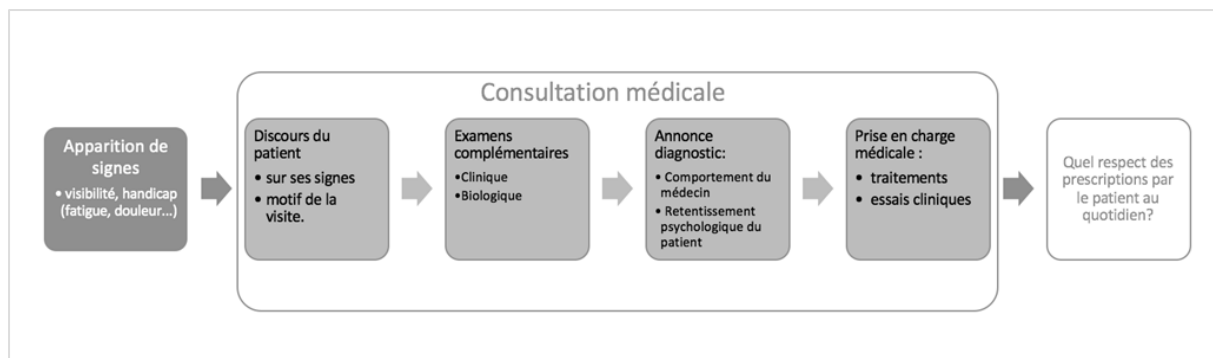 Consultation médicale
Apparition de
signes
• visibilité, handicap
(fatigue, douleur...)
Discours du
patient
• sur ses signes
• motif de la
visite.
Examens
complémentaires
•Clinique
•Biologique
Annonce
diagnostic:
• Comportement du
médecin
• Retentissement
psychologique du
patient
Prise en charge
médicale :
• traitements
• essais cliniques
Quel respect des
prescriptions par
le patient au
quotidien?